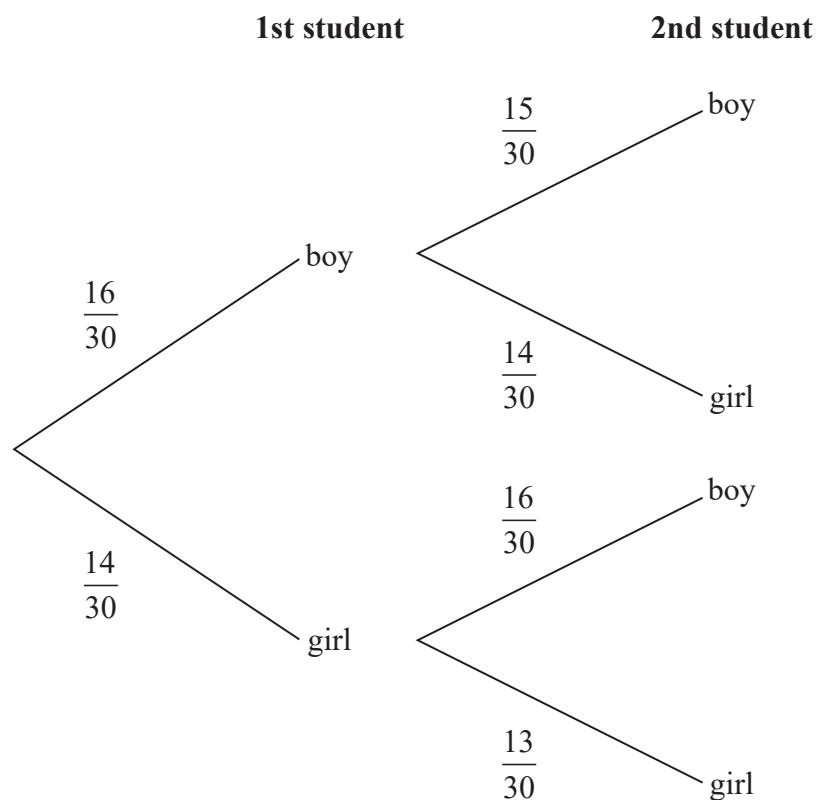 1st student 2nd student
15/30
boy
boy
16/30
14/30
girl
16/30
boy
14/30
girl
13/30
girl